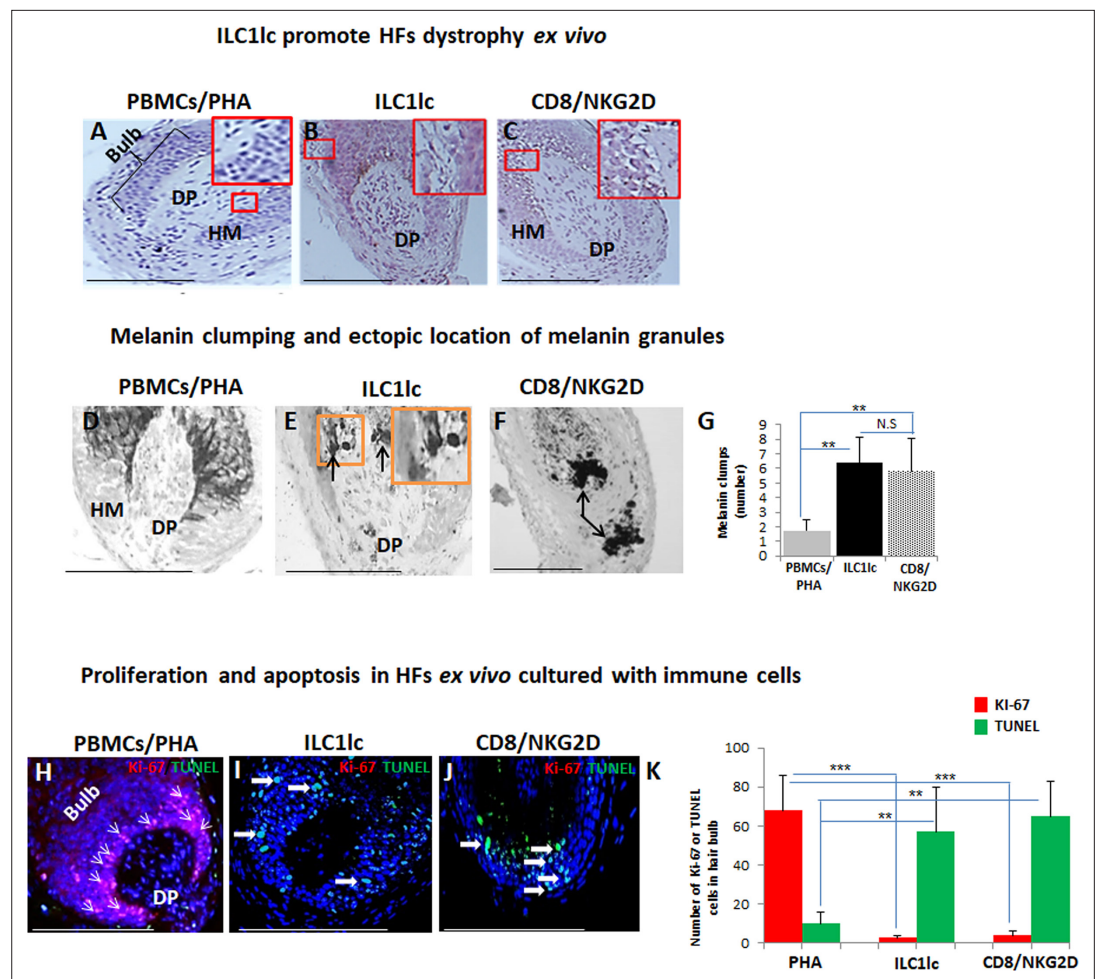 ILC1lc promote HFs dystrophy ex vivo
PBMCs/PHA
ILC1lc
CD8/NKG2D
A
Bulb
DP
HM
B
DP
C
HM
DP
Melanin clumping and ectopic location of melanin granules
PBMCs/PHA
ILC1lc
CD8/NKG2D
D
HM
DP
E
DP
F
G
**
N.S
**
9
8
7
6
5
4
3
2
1
0
Melanin clumps
(number)
PBMCs/
PHA
ILC1lc
CD8/
NKG2D
Proliferation and apoptosis in HFs ex vivo cultured with immune cells
KI-67
TUNEL
PBMCs/PHA
ILC1lc
CD8/NKG2D
H
Ki-67 TUNEL
Bulb
DP
I
Ki-67 TUNEL
J
Ki-67 TUNEL
K
100
80
60
40
20
0
Number of Ki-67 or TUNEL
cells in hair bulb
***
***
**
**
PHA
ILC1lc
CD8/NKG2D